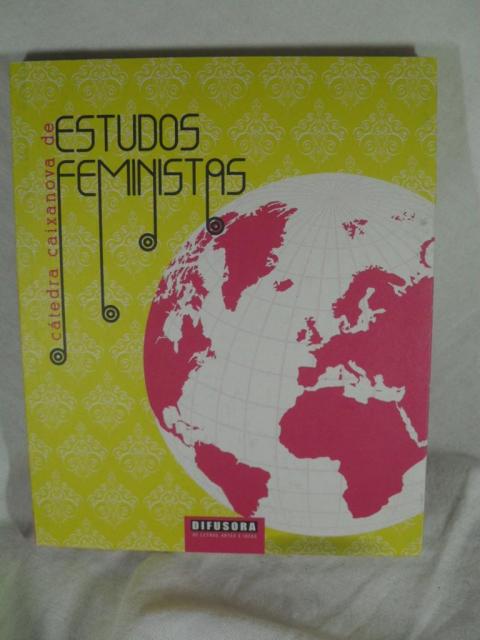 cátedra caixanova de
ESTUDOS
FEMINISTAS
DIFUSORA
DE LETRAS, ARTES E IDEAS